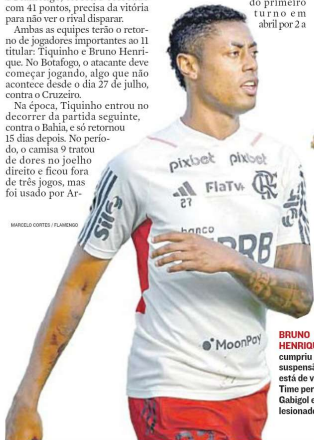 com 41 pontos, precisa da vitória
para não ver o rival disparar.
Ambas as equipes terão o retor-
no de jogadores importantes ao 11
titular: Tiquinho e Bruno Henri-
que. No Botafogo, o atacante deve
começar jogando, algo que não
acontece desde o dia 27 de julho,
contra o Cruzeiro.
Na época, Tiquinho entrou no
decorrer da partida seguinte,
contra o Bahia, e só retornou
15 dias depois. No perío-
do, o camisa 9 tratou
de dores no joelho
direito e ficou fora
de três jogos, mas
foi usado por Ar-
do primeiro
turno em
abril por 2 a
MARCELO CORTES / FLAMENGO
pixbet pixbet
FlaTv+
27
banco
BRB
MoonPay
BRUNO
HENRIQU
cumpriu
suspensã
está de v
Time per
Gabigol e
lesionado